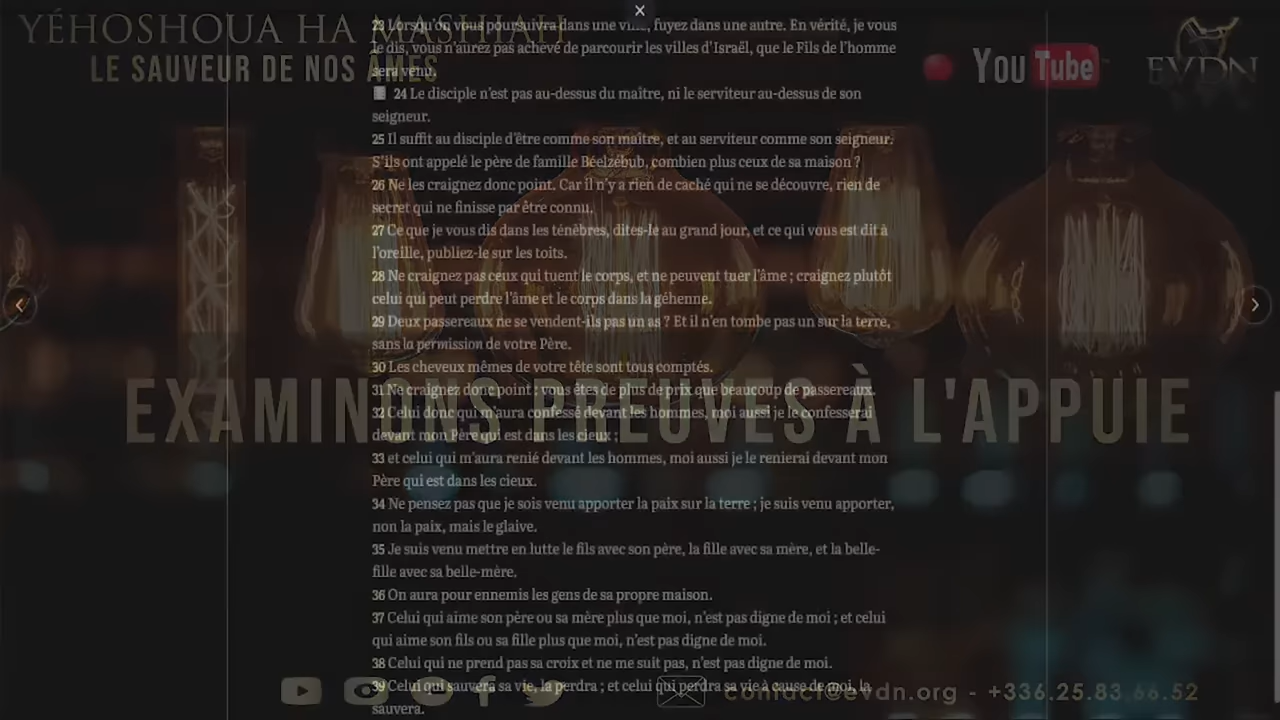 YÉHOSHOUA HA MASHIAH
LE SAUVEUR DE NOS ÂMES
You Tube
EVDN
23 Lorsqu'on vous poursuivra dans une ville, fuyez dans une autre. En vérité, je vous
le dis, vous n'aurez pas achevé de parcourir les villes d'Israël, que le Fils de l'homme
sera venu.
24 Le disciple n'est pas au-dessus du maître, ni le serviteur au-dessus de son
seigneur.
25 Il suffit au disciple d'être comme son maître, et au serviteur comme son seigneur.
S'ils ont appelé le père de famille Béelzébub, combien plus ceux de sa maison ?
26 Ne les craignez donc point. Car il n'y a rien de caché qui ne se découvre, rien de
secret qui ne finisse par être connu.
27 Ce que je vous dis dans les ténèbres, dites-le au grand jour, et ce qui vous est dit à
l'oreille, publiez-le sur les toits.
28 Ne craignez pas ceux qui tuent le corps, et ne peuvent tuer l'âme ; craignez plutôt
celui qui peut perdre l'âme et le corps dans la géhenne.
29 Deux passereaux ne se vendent-ils pas un as ? Et il n'en tombe pas un sur la terre,
sans la permission de votre Père.
30 Les cheveux mêmes de votre tête sont tous comptés.
31 Ne craignez donc point : vous êtes de plus de prix que beaucoup de passereaux.
32 Celui donc qui m'aura confessé devant les hommes, moi aussi je le confesserai
devant mon Père qui est dans les cieux ;
33 et celui qui m'aura renié devant les hommes, moi aussi je le renierai devant mon
Père qui est dans les cieux.
EXAMINONS PREUVES À L'APPUIE
34 Ne pensez pas que je sois venu apporter la paix sur la terre ; je suis venu apporter,
non la paix, mais le glaive.
35 Je suis venu mettre en lutte le fils avec son père, la fille avec sa mère, et la belle-
fille avec sa belle-mère.
36 On aura pour ennemis les gens de sa propre maison.
37 Celui qui aime son père ou sa mère plus que moi, n'est pas digne de moi ; et celui
qui aime son fils ou sa fille plus que moi, n'est pas digne de moi.
38 Celui qui ne prend pas sa croix et ne me suit pas, n'est pas digne de moi.
39 Celui qui sauvera sa vie, la perdra ; et celui qui perdra sa vie à cause de moi, la
sauvera.
contact@evdn.org - +336.25.83.66.52